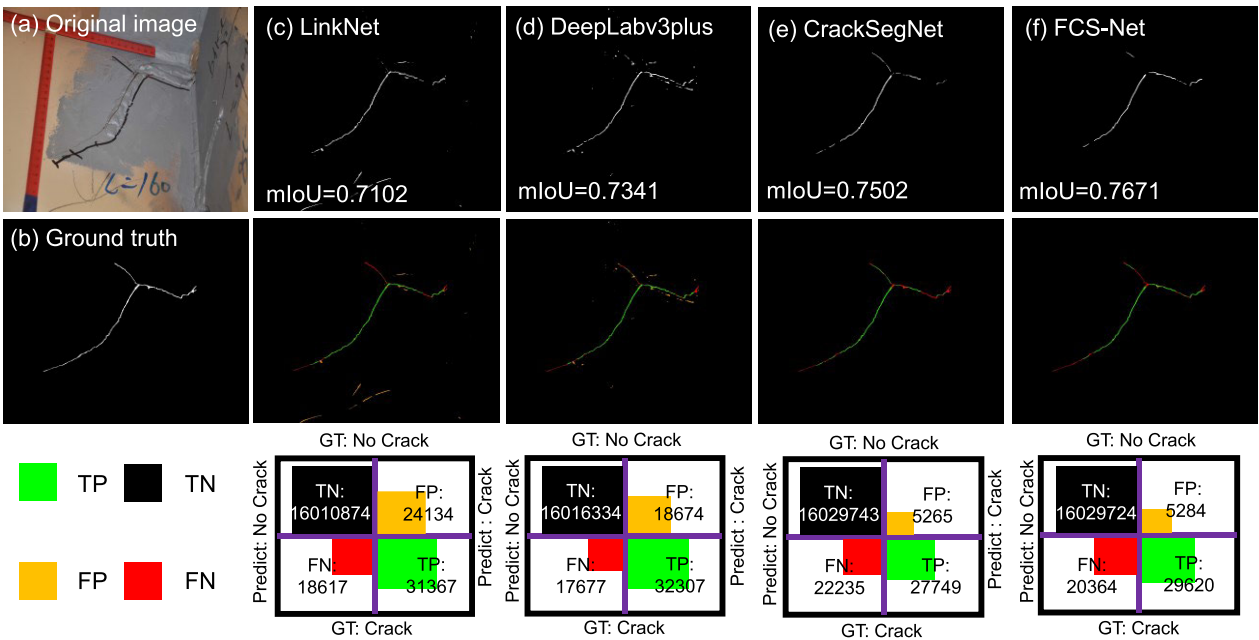 (a) Original image
(c) LinkNet
(d) DeepLabv3plus
(e) CrackSegNet
(f) FCS-Net
L=160
mIoU=0.7102
mIoU=0.7341
mIoU=0.7502
mIoU=0.7671
(b) Ground truth
GT: No Crack
GT: No Crack
GT: No Crack
GT: No Crack
TP
TN
FP
FN
Predict: No Crack
TN:
16010874
FP:
24134
FN:
18617
TP:
31367
Predict : Crack
GT: Crack
Predict: No Crack
TN:
16016334
FP:
18674
FN:
17677
TP:
32307
Predict : Crack
GT: Crack
Predict: No Crack
TN:
16029743
FP:
5265
FN:
22235
TP:
27749
Predict : Crack
GT: Crack
Predict: No Crack
TN:
16029724
FP:
5284
FN:
20364
TP:
29620
GT: Crack